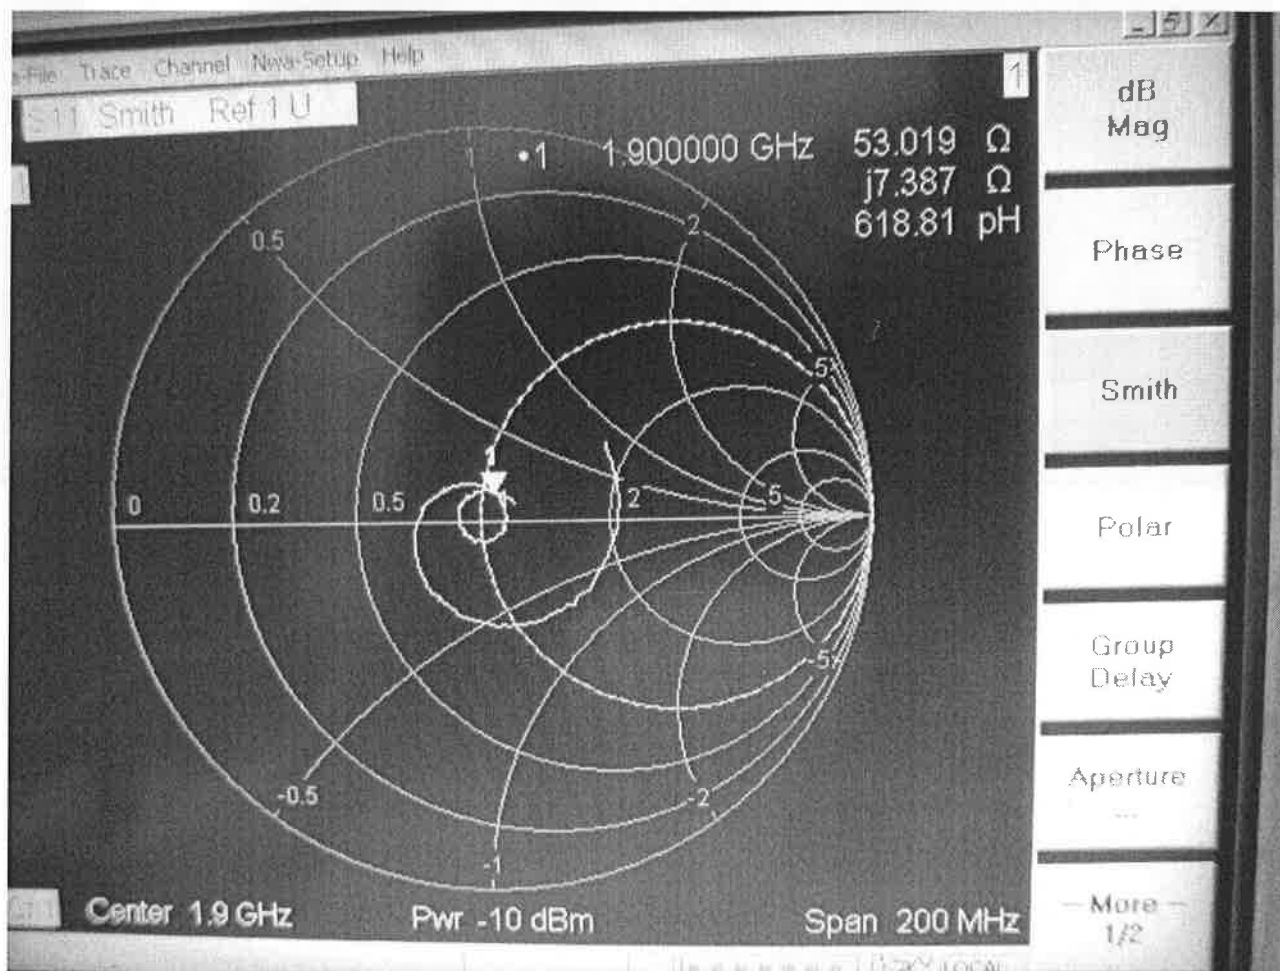 File Trace Channel Nwa-Setup Help
S11 Smith Ref 1 U
1
•1 1.900000 GHz 53.019 Ω
j7.387 Ω
618.81 pH
1
0.5
2
5
1
0
0.2
0.5
1
2
5
-5
-0.5
-2
-1
Center 1.9 GHz
Pwr -10 dBm
Span 200 MHz
dB
Mag
Phase
Smith
Polar
Group
Delay
Aperture
...
- More -
1/2